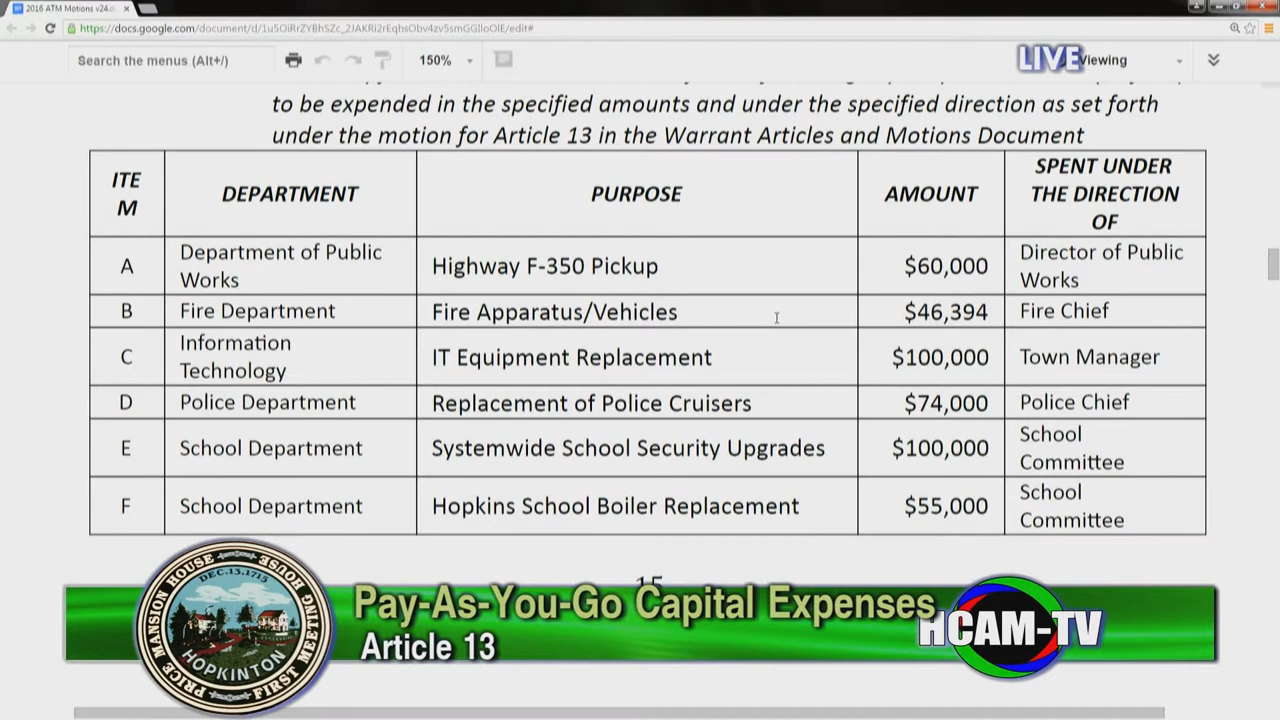 2016 ATM Motions v24.
https://docs.google.com/document/d/1u5OiRrZYBhSZc_2JAKRi2rEqhsObv4zv5smGGlloOlE/edit#
Search the menus (Alt+/)
150%
LIVE
Viewing
to be expended in the specified amounts and under the specified direction as set forth
under the motion for Article 13 in the Warrant Articles and Motions Document
ITE
M
DEPARTMENT
PURPOSE
AMOUNT
SPENT UNDER
THE DIRECTION
OF
A
Department of Public
Works
Highway F-350 Pickup
$60,000
Director of Public
Works
B
Fire Department
Fire Apparatus/Vehicles
$46,394
Fire Chief
C
Information
Technology
IT Equipment Replacement
$100,000
Town Manager
D
Police Department
Replacement of Police Cruisers
$74,000
Police Chief
E
School Department
Systemwide School Security Upgrades
$100,000
School
Committee
F
School Department
Hopkins School Boiler Replacement
$55,000
School
Committee
15
Pay-As-You-Go Capital Expenses
Article 13
PRICE MANSION HOUSE
FIRST MEETING HOUSE
DEC. 13. 1715
HOPKINTON
HCAM-TV